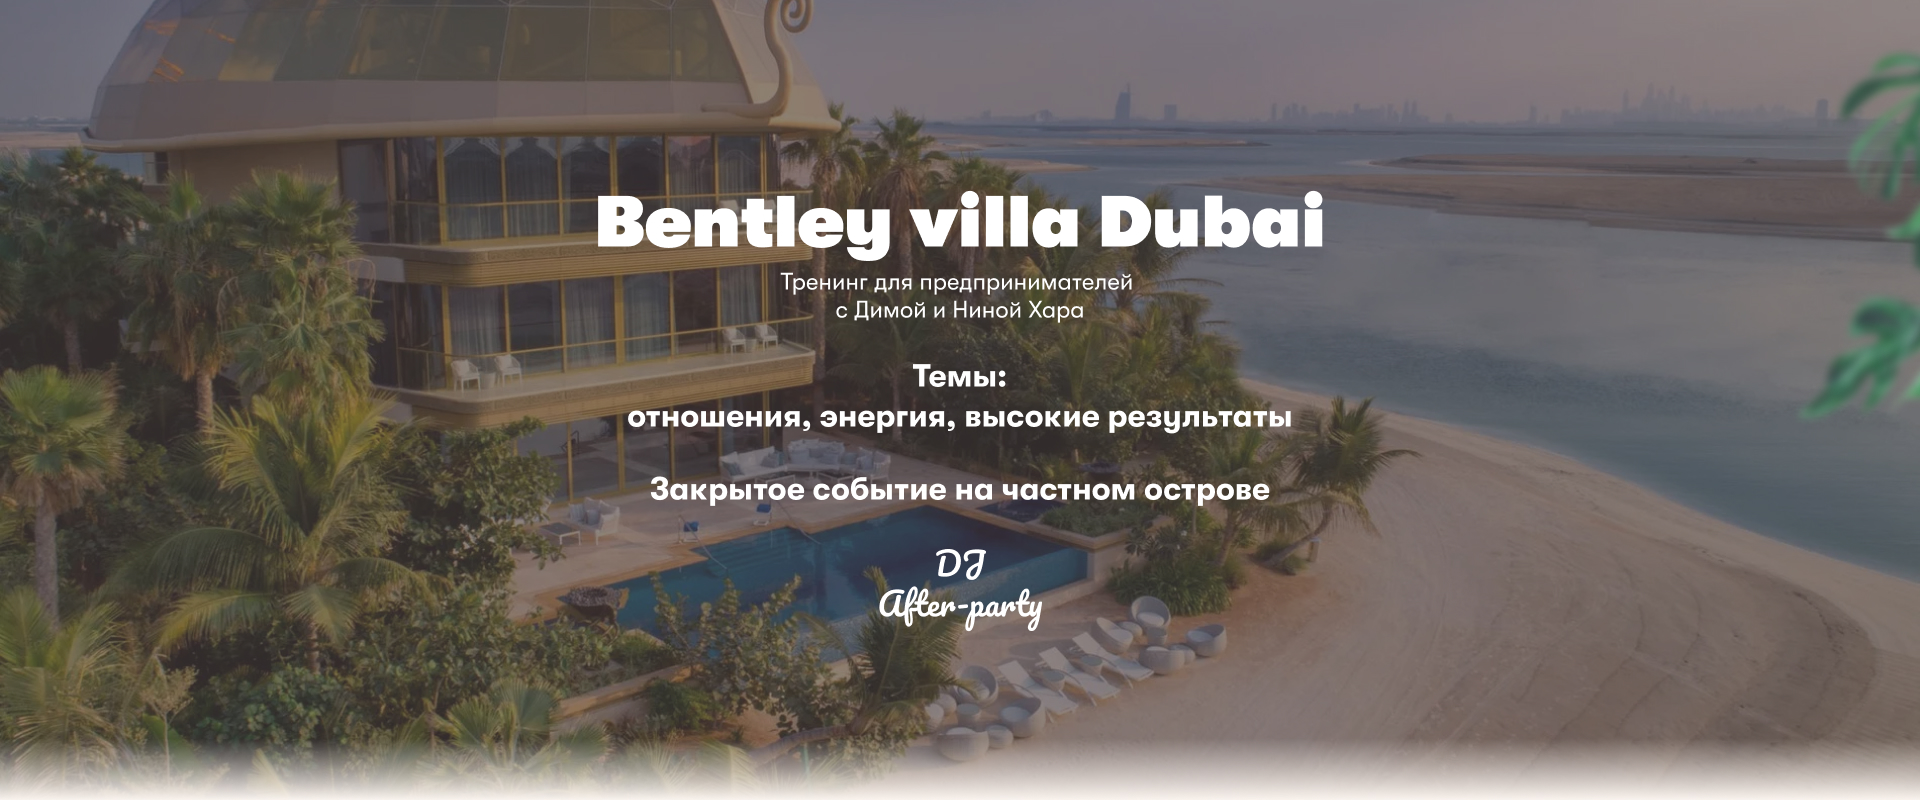 Bentley villa Dubai
Тренинг для предпринимателей
с Димой и Ниной Хара
Темы:
отношения, энергия, высокие результаты
Закрытое событие на частном острове
DJ
After-party